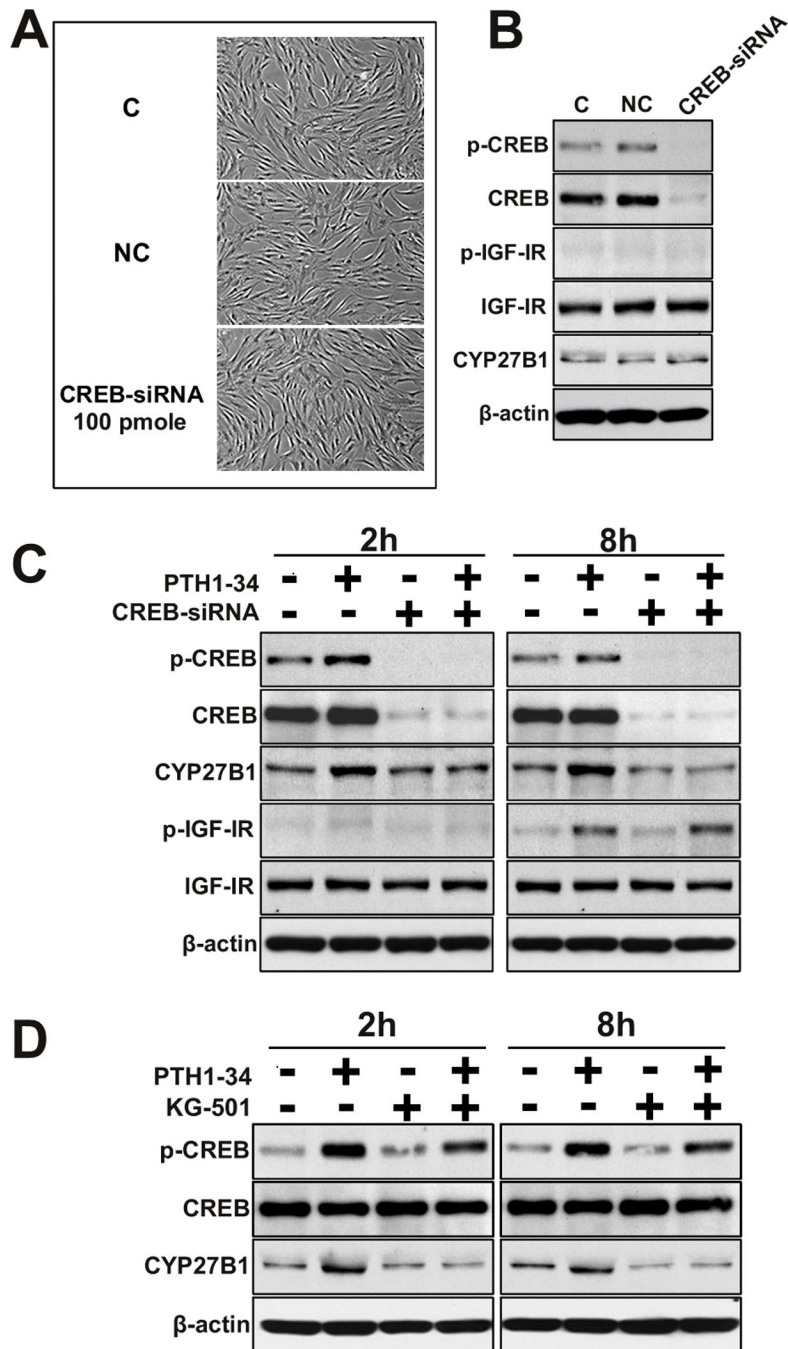 A
C
NC
CREB-siRNA
100 pmole
B
C NC CREB-siRNA
p-CREB
CREB
p-IGF-IR
IGF-IR
CYP27B1
β-actin
C
2h 8h
PTH1-34 - + - + - + - +
CREB-siRNA - - + + - - + +
p-CREB
CREB
CYP27B1
p-IGF-IR
IGF-IR
β-actin
D
2h 8h
PTH1-34 - + - + - + - +
KG-501 - - + + - - + +
p-CREB
CREB
CYP27B1
β-actin